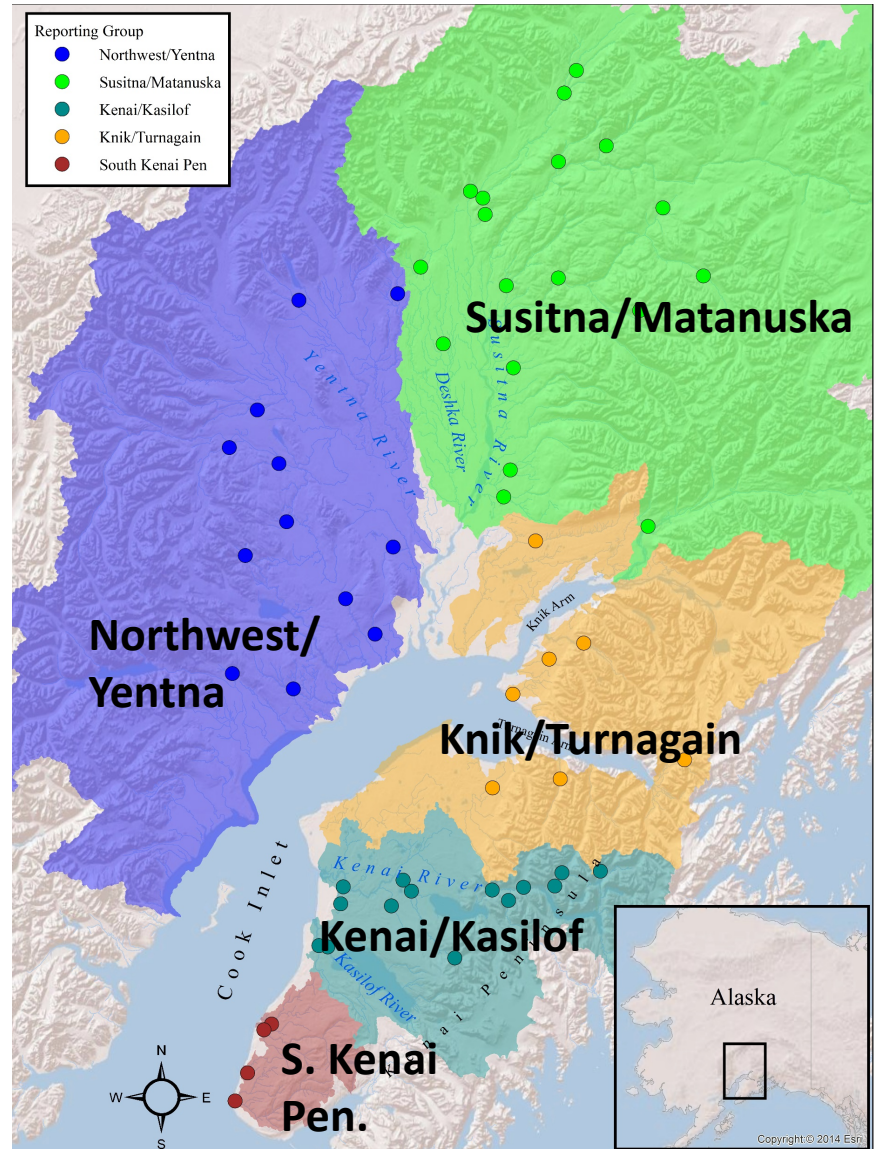 Reporting Group
Northwest/Yentna
Susitna/Matanuska
Kenai/Kasilof
Knik/Turnagain
South Kenai Pen
Susitna/Matanuska
Susitna River
Deshka River
Yentna River
Northwest/
Yentna
Knik Arm
Knik/Turnagain
Turnagain Arm
Cook Inlet
Kenai River
Kenai/Kasilof
Kasilof River
Kenai Peninsula
S. Kenai
Pen.
N
W
E
S
Alaska
Copyright:© 2014 Esri